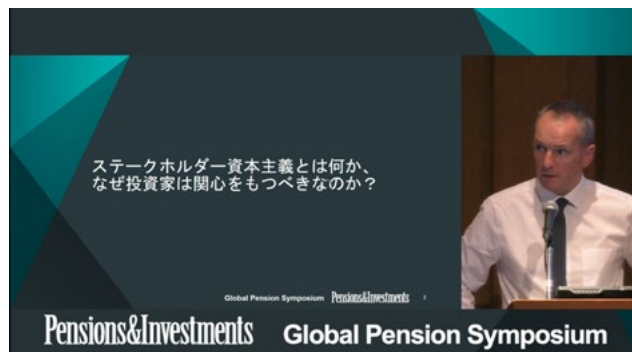 ステークホルダー資本主義とは何か、
なぜ投資家は関心をもつべきなのか？
Global Pension Symposium Pensions&Investments 2
Pensions&Investments Global Pension Symposium